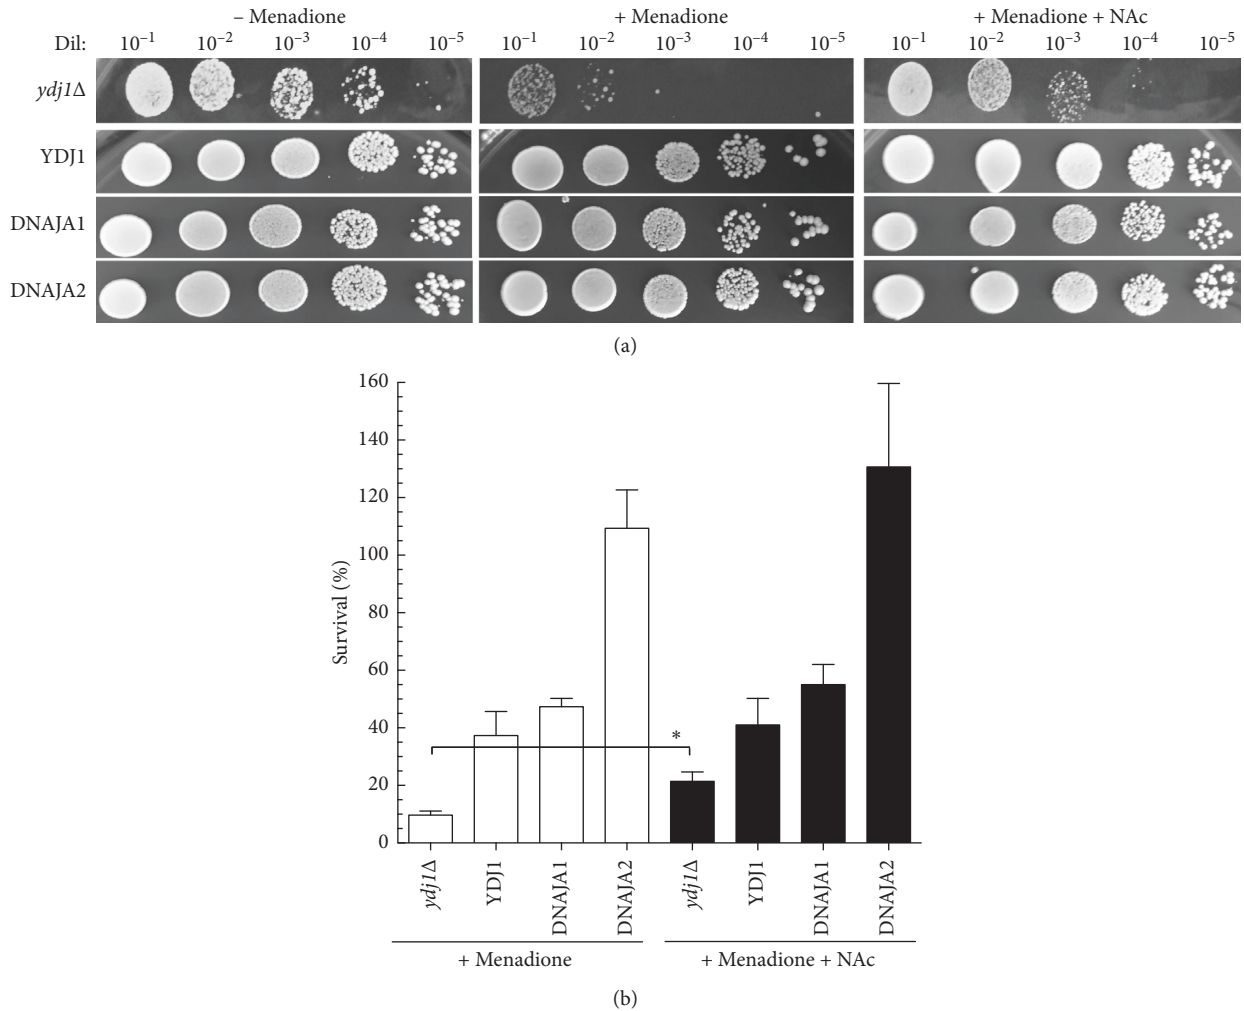 – Menadione + Menadione + Menadione + NAc
Dil: 10⁻¹ 10⁻² 10⁻³ 10⁻⁴ 10⁻⁵ 10⁻¹ 10⁻² 10⁻³ 10⁻⁴ 10⁻⁵ 10⁻¹ 10⁻² 10⁻³ 10⁻⁴ 10⁻⁵
ydj1Δ
YDJ1
DNAJA1
DNAJA2
(a)
160
140
120
100
80
60
40
20
0
Survival (%)
*
ydj1Δ YDJ1 DNAJA1 DNAJA2 ydj1Δ YDJ1 DNAJA1 DNAJA2
+ Menadione + Menadione + NAc
(b)